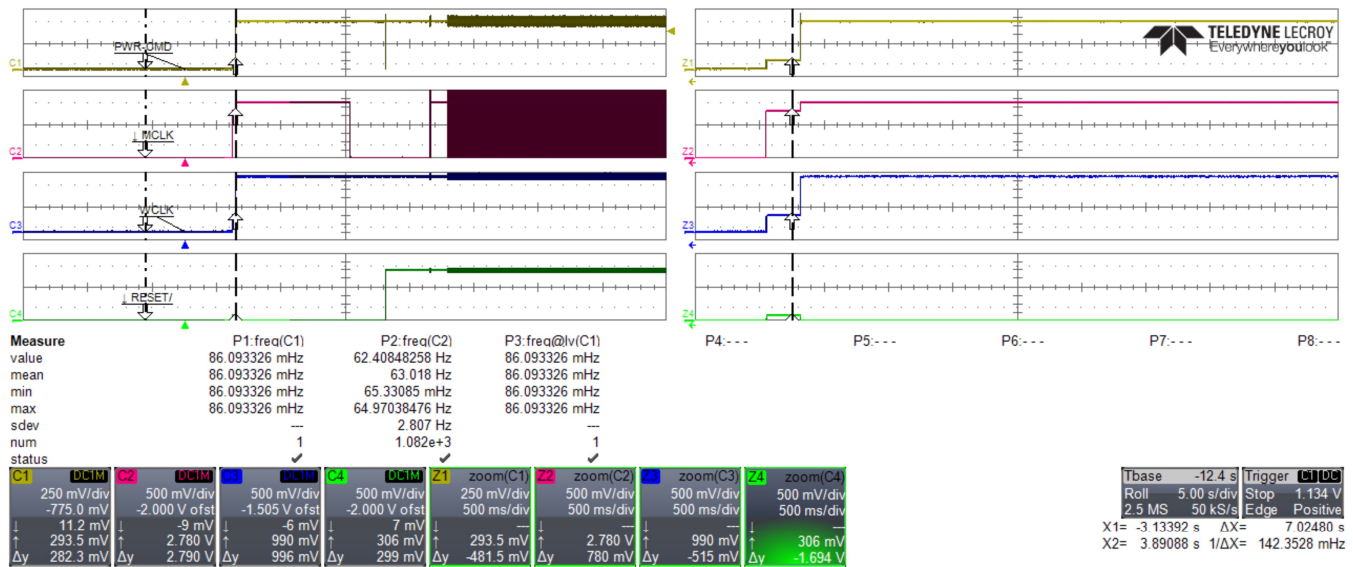 TELEDYNE LECROY
Everywhereyoulook"
PWR-CMD
C1
Z1
↓ MCLK
C2
Z2
WCLK
C3
Z3
↓ RESET/
C4
Z4
Measure P1:freq(C1) P2:freq(C2) P3:freq@lv(C1) P4:- - - P5:- - - P6:- - - P7:- - - P8:- - -
value 86.093326 mHz 62.40848258 Hz 86.093326 mHz
mean 86.093326 mHz 63.018 Hz 86.093326 mHz
min 86.093326 mHz 65.33085 mHz 86.093326 mHz
max 86.093326 mHz 64.97038476 Hz 86.093326 mHz
sdev --- 2.807 Hz ---
num 1 1.082e+3 1
status ✔ ✔ ✔
C1 DC1M C2 DC1M C3 DC1M C4 DC1M Z1 zoom(C1) Z2 zoom(C2) Z3 zoom(C3) Z4 zoom(C4) Tbase -12.4 s Trigger C1 DC
250 mV/div 500 mV/div 500 mV/div 500 mV/div 250 mV/div 500 mV/div 500 mV/div 500 mV/div Roll 5.00 s/div Stop 1.134 V
-775.0 mV -2.000 V ofst -1.505 V ofst -2.000 V ofst 500 ms/div 500 ms/div 500 ms/div 500 ms/div 2.5 MS 50 kS/s Edge Positive
↓ 11.2 mV ↓ -9 mV ↓ -6 mV ↓ 7 mV ↓ --- ↓ --- ↓ --- ↓ --- X1= -3.13392 s ΔX= 7.02480 s
↑ 293.5 mV ↑ 2.780 V ↑ 990 mV ↑ 306 mV ↑ 293.5 mV ↑ 2.780 V ↑ 990 mV ↑ 306 mV X2= 3.89088 s 1/ΔX= 142.3528 mHz
Δy 282.3 mV Δy 2.790 V Δy 996 mV Δy 299 mV Δy -481.5 mV Δy 780 mV Δy -515 mV Δy -1.694 V